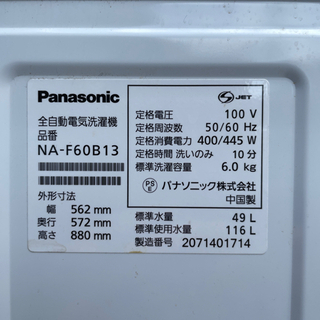 Panasonic
全自動電気洗濯機
品番
NA-F60B13
外形寸法
幅 562 mm
奥行 572 mm
高さ 880 mm
S JET
定格電圧 100 V
定格周波数 50/60 Hz
定格消費電力 400/445 W
定格時間 洗いのみ 10 分
標準洗濯容量 6.0 kg
PS E パナソニック株式会社
中国製
標準水量 49 L
標準使用水量 116 L
製造番号 2071401714